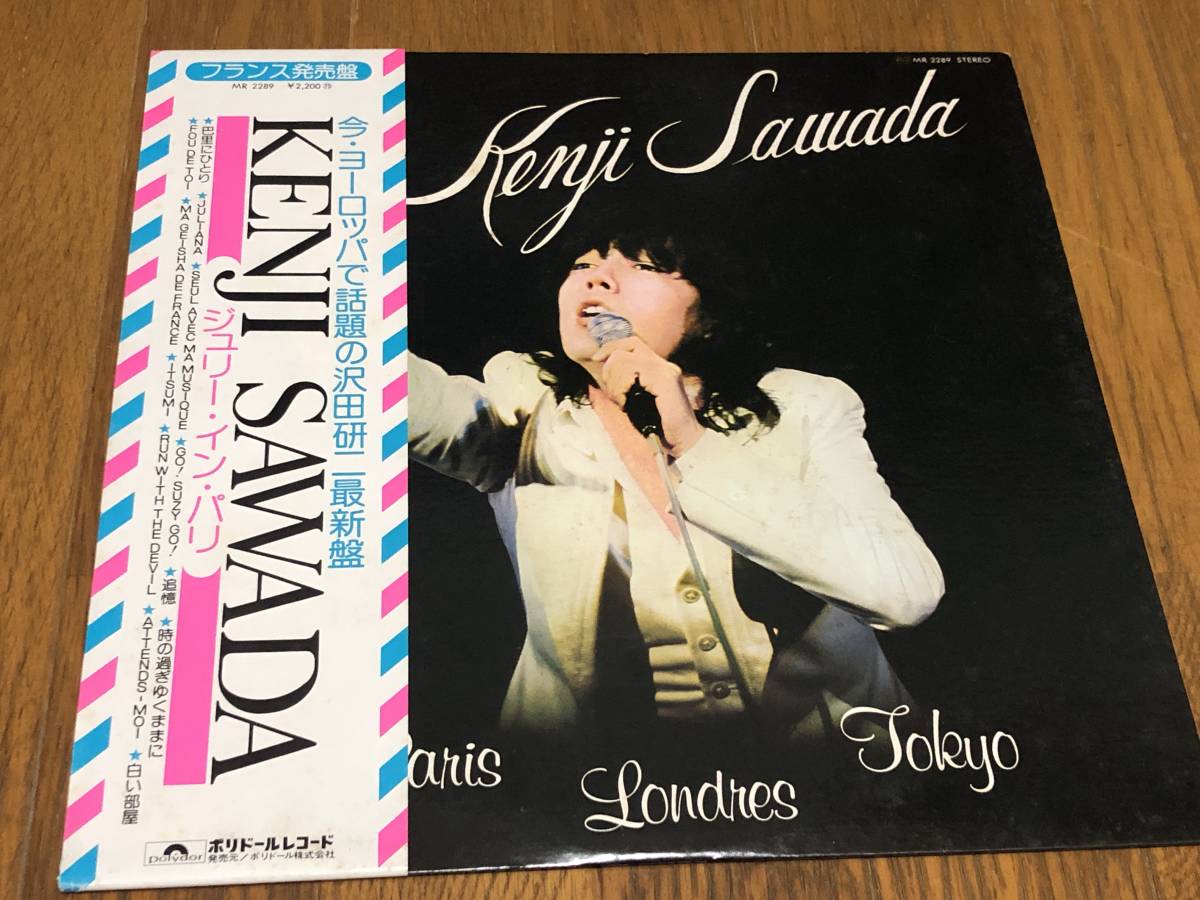 フランス発売盤
MR 2289 ¥2,200
今・ヨーロッパで話題の沢田研二最新盤
KENJI SAWADA
ジュリー・イン・パリ
★巴里にひとり ★JULIANA ★SEUL AVEC MA MUSIQUE ★GO! SUZY GO! ★追憶 ★時の過ぎゆくままに
★FOU DE TOI ★MA GEISHA DE FRANCE ★ITSUMI ★RUN WITH THE DEVIL ★ATTENDS-MOI ★白い部屋
polydor
ポリドールレコード
発売元/ポリドール株式会社
MR 2289 STEREO
Kenji Sawada
Paris
Londres
Tokyo